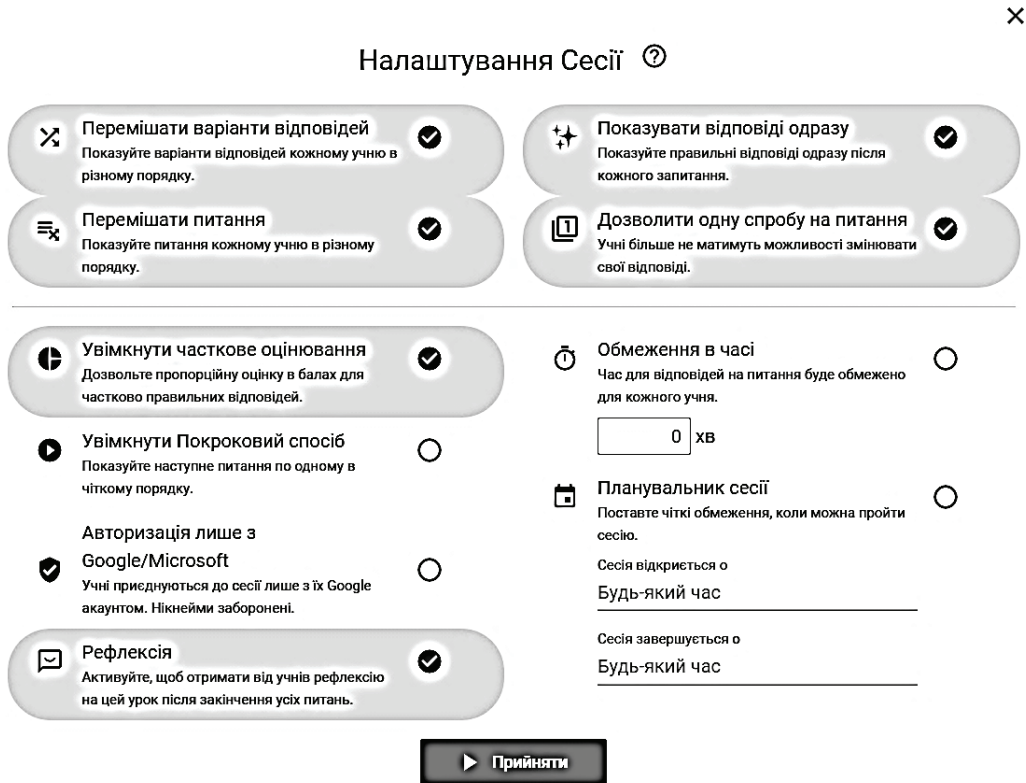 Налаштування Сесії
Перемішати варіанти відповідей
Показуйте варіанти відповідей кожному учню в
різному порядку.
Перемішати питання
Показуйте питання кожному учню в різному
порядку.
Показувати відповіді одразу
Показуйте правильні відповіді одразу після
кожного запитання.
Дозволити одну спробу на питання
Учні більше не матимуть можливості змінювати
свої відповіді.
Увімкнути часткове оцінювання
Дозвольте пропорційну оцінку в балах для
частково правильних відповідей.
Увімкнути Покроковий спосіб
Показуйте наступне питання по одному в
чіткому порядку.
Авторизація лише з
Google/Microsoft
Учні приєднуються до сесії лише з їх Google
акаунтом. Нікнейми заборонені.
Рефлексія
Активуйте, щоб отримати від учнів рефлексію
на цей урок після закінчення усіх питань.
Обмеження в часі
Час для відповідей на питання буде обмежено
для кожного учня.
0 хв
Планувальник сесії
Поставте чіткі обмеження, коли можна пройти
сесію.
Сесія відкриється о
Будь-який час
Сесія завершується о
Будь-який час
Прийняти